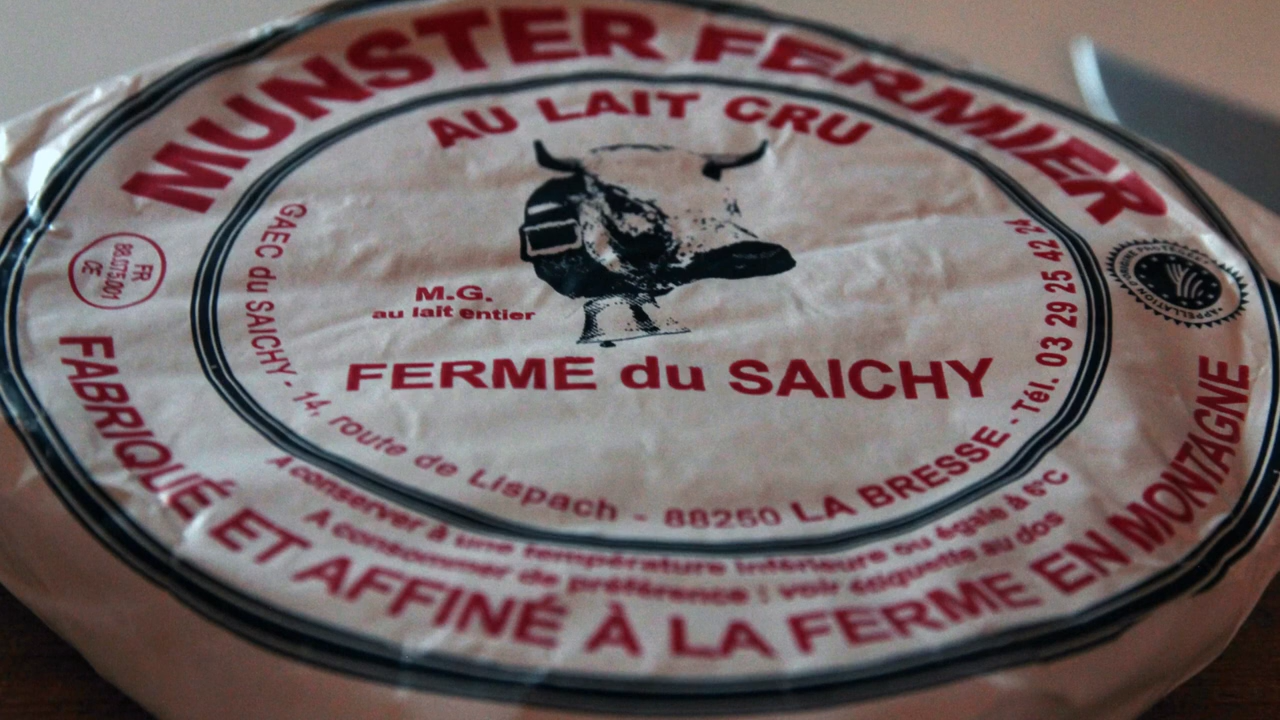 MUNSTER FERMIER
AU LAIT CRU
M.G.
au lait entier
FERME du SAICHY
GAEC du SAICHY - 14, route de Lispach - 88250 LA BRESSE - Tél. 03 29 25 42 24
FR
88.075.001
CE
APPELLATION D'ORIGINE PROTÉGÉE
A conserver à une température intérieure ou égale à 6°C
A consommer de préférence : voir étiquette au dos
FABRIQUÉ ET AFFINÉ À LA FERME EN MONTAGNE